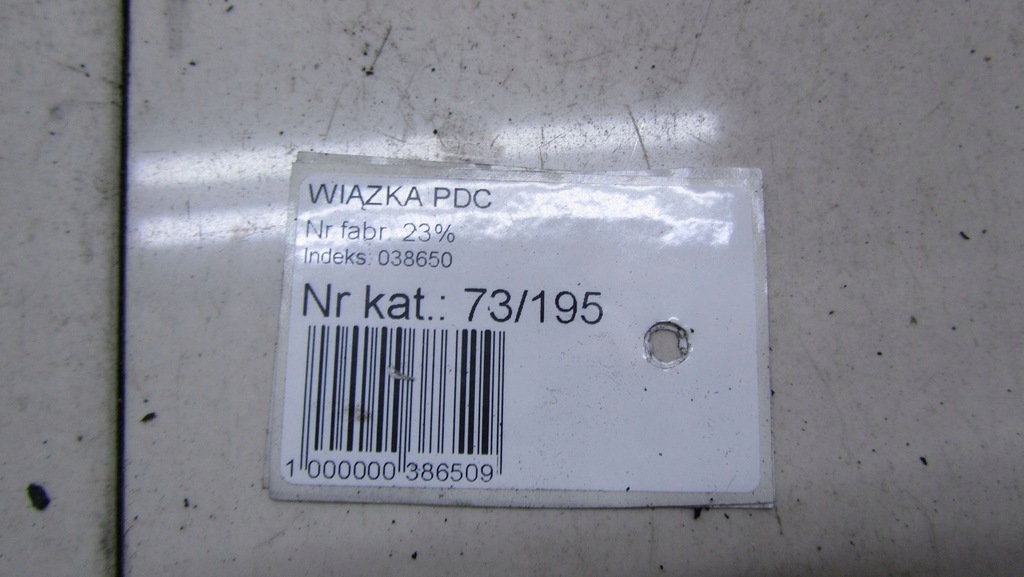 WIĄZKA PDC
Nr fabr. 23%
Indeks: 038650
Nr kat.: 73/195
1 000000 386509